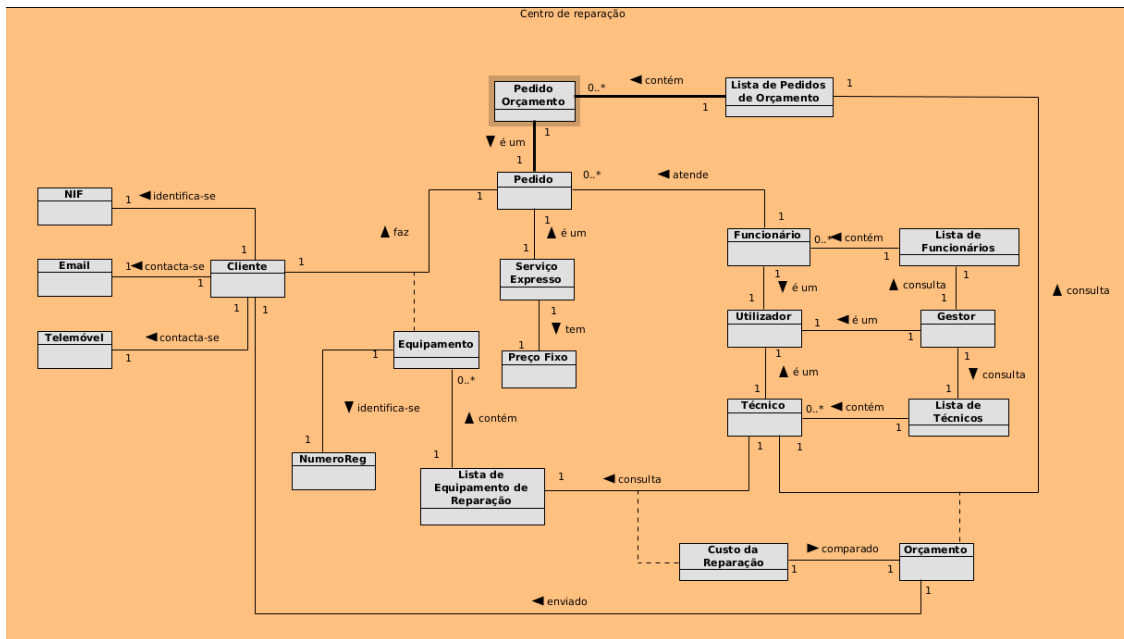 Centro de reparação
Pedido
Orçamento
0..*
◄ contém
1
Lista de Pedidos
de Orçamento
1
1
▼ é um
1
Pedido
0..*
◄ atende
1
1
1
NIF
1
◄ identifica-se
1
▲ faz
▲ é um
1
Funcionário
0..*
◄ contém
1
Lista de
Funcionários
Email
1
◄ contacta-se
1
Cliente
1
Serviço
Expresso
1
▼ é um
1
▲ consulta
1
1
▲ consulta
1
1
1
▼ tem
1
Utilizador
1
◄ é um
1
Gestor
Telemóvel
1
◄ contacta-se
1
Equipamento
Preço Fixo
1
▲ é um
1
1
▼ consulta
1
0..*
▼ identifica-se
▲ contém
Técnico
0..*
◄ contém
1
Lista de
Técnicos
1
1
1
1
NumeroReg
Lista de
Equipamento de
Reparação
1
◄ consulta
Custo da
Reparação
► comparado
1
1
Orçamento
1
◄ enviado